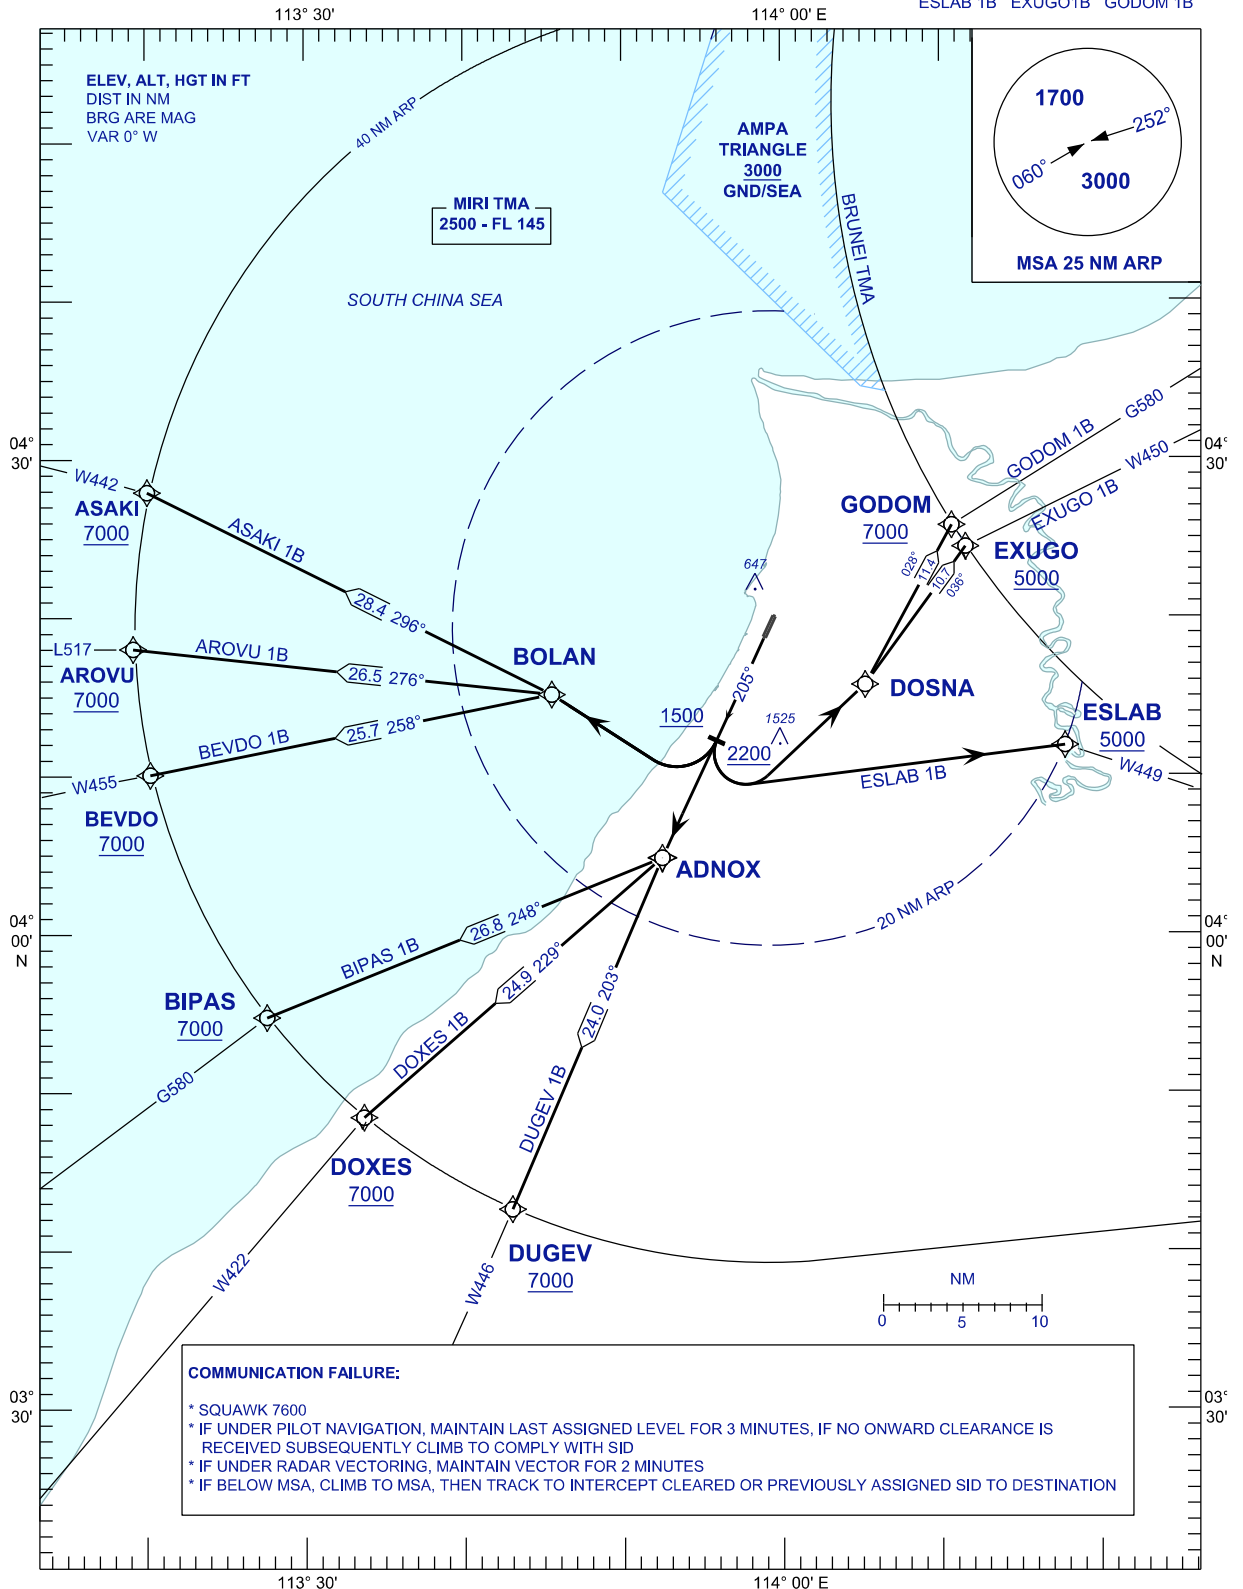 ESLAB 1B EXUGO1B GODOM 1B
113° 30'
114° 00' E
ELEV, ALT, HGT IN FT
DIST IN NM
BRG ARE MAG
VAR 0° W
40 NM ARP
AMPA
TRIANGLE
3000
GND/SEA
1700
252°
060°
3000
MSA 25 NM ARP
MIRI TMA
2500 - FL 145
BRUNEI TMA
SOUTH CHINA SEA
04°
30'
04°
30'
G580
GODOM 1B
W450
EXUGO 1B
W442
ASAKI
7000
ASAKI 1B
28.4 296°
GODOM
7000
EXUGO
5000
028°
11.4
10.7
036°
647
L517
AROVU
7000
AROVU 1B
26.5 276°
BOLAN
205°
DOSNA
1500
1525
2200
ESLAB
5000
W449
ESLAB 1B
BEVDO 1B
25.7 258°
W455
BEVDO
7000
ADNOX
20 NM ARP
04°
00'
N
04°
00'
N
BIPAS 1B
26.8 248°
24.9 229°
24.0 203°
BIPAS
7000
DOXES 1B
DUGEV 1B
G580
DOXES
7000
W422
DUGEV
7000
W446
NM
0 5 10
COMMUNICATION FAILURE:
* SQUAWK 7600
* IF UNDER PILOT NAVIGATION, MAINTAIN LAST ASSIGNED LEVEL FOR 3 MINUTES, IF NO ONWARD CLEARANCE IS
RECEIVED SUBSEQUENTLY CLIMB TO COMPLY WITH SID
* IF UNDER RADAR VECTORING, MAINTAIN VECTOR FOR 2 MINUTES
* IF BELOW MSA, CLIMB TO MSA, THEN TRACK TO INTERCEPT CLEARED OR PREVIOUSLY ASSIGNED SID TO DESTINATION
03°
30'
03°
30'
113° 30'
114° 00' E